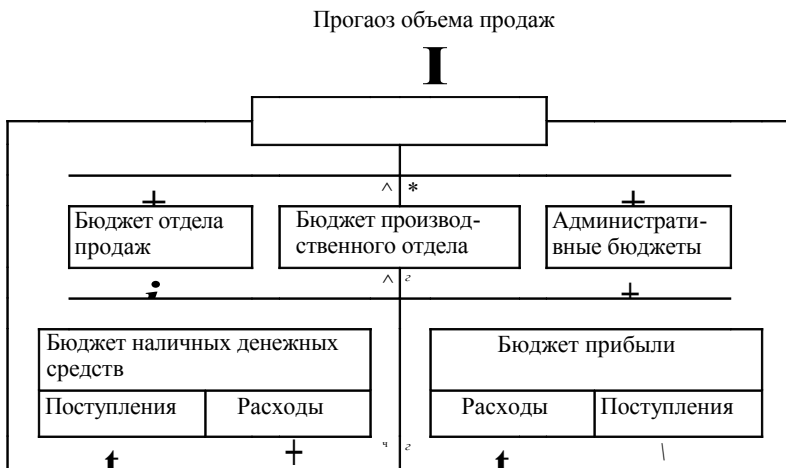 Прогаоз объема продаж
Бюджет отдела
продаж
Бюджет производ-
ственного отдела
Администрати-
вные бюджеты
Бюджет наличных денежных
средств
Бюджет прибыли
Поступления
Расходы
Расходы
Поступления